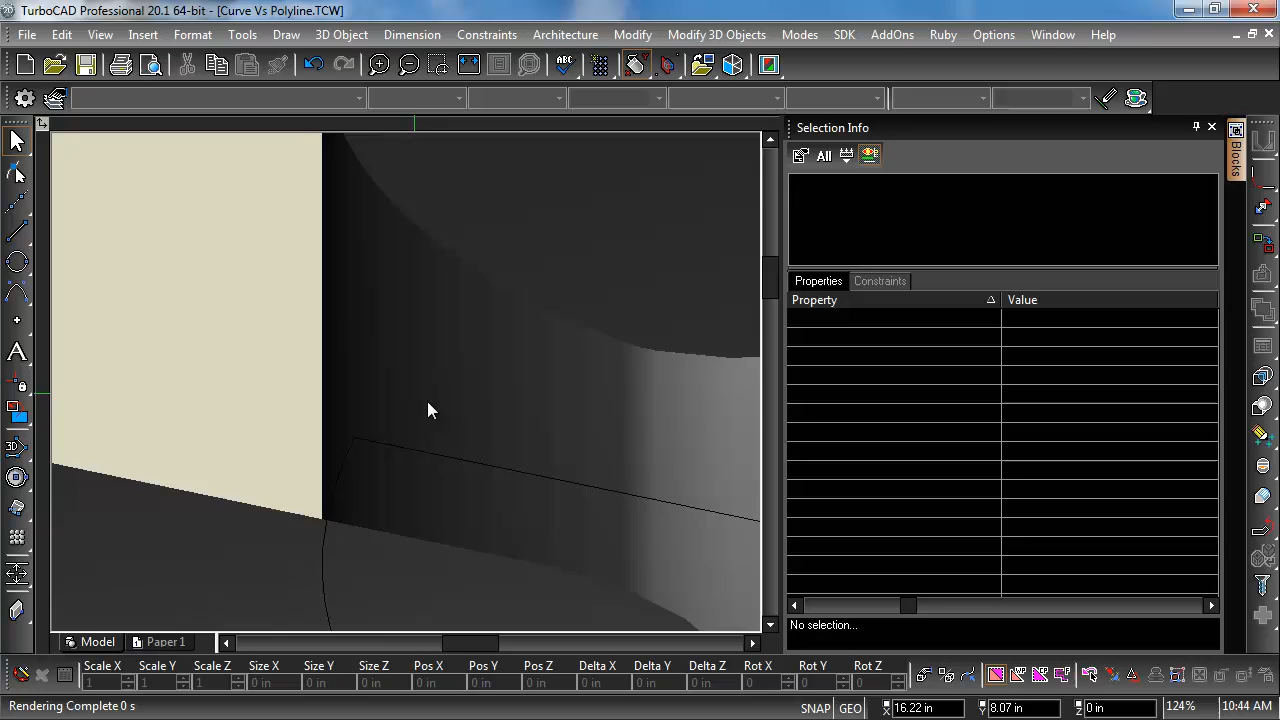 TurboCAD Professional 20.1 64-bit - [Curve Vs Polyline.TCW]
File Edit View Insert Format Tools Draw 3D Object Dimension Constraints Architecture Modify Modify 3D Objects Modes SDK AddOns Ruby Options Window Help
Selection Info
All
Blocks
Properties Constraints
Property Value
No selection...
Model Paper 1
Scale X Scale Y Scale Z Size X Size Y Size Z Pos X Pos Y Pos Z Delta X Delta Y Delta Z Rot X Rot Y Rot Z
1 1 1 0 in 0 in 0 in 0 in 0 in 0 in 0 in 0 in 0 in 0 0 0
Rendering Complete 0 s SNAP GEO X 16.22 in Y 8.07 in Z 0 in 124% 10:44 AM